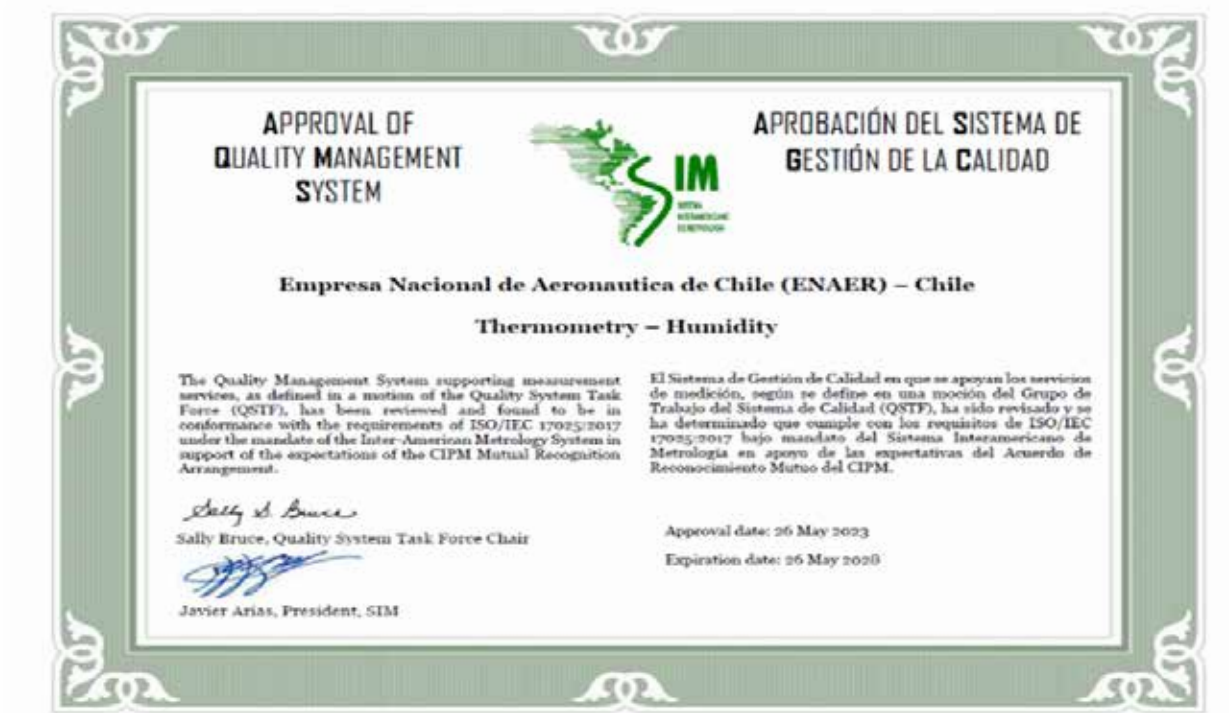 APPROVAL OF
QUALITY MANAGEMENT
SYSTEM
SIM
SISTEMA
INTERAMERICANO
DE METROLOGIA
APROBACIÓN DEL SISTEMA DE
GESTIÓN DE LA CALIDAD
Empresa Nacional de Aeronautica de Chile (ENAER) – Chile
Thermometry – Humidity
The Quality Management System supporting measurement
services, as defined in a motion of the Quality System Task
Force (QSTF), has been reviewed and found to be in
conformance with the requirements of ISO/IEC 17025/2017
under the mandate of the Inter-American Metrology System in
support of the expectations of the CIPM Mutual Recognition
Arrangement.
Sally S. Bruce
Sally Bruce, Quality System Task Force Chair
Javier Arias, President, SIM
El Sistema de Gestión de Calidad en que se apoyan los servicios
de medición, según se define en una moción del Grupo de
Trabajo del Sistema de Calidad (QSTF), ha sido revisado y se
ha determinado que cumple con los requisitos de ISO/IEC
17025:2017 bajo mandato del Sistema Interamericano de
Metrología en apoyo de las expectativas del Acuerdo de
Reconocimiento Mutuo del CIPM.
Approval date: 26 May 2023
Expiration date: 26 May 2028